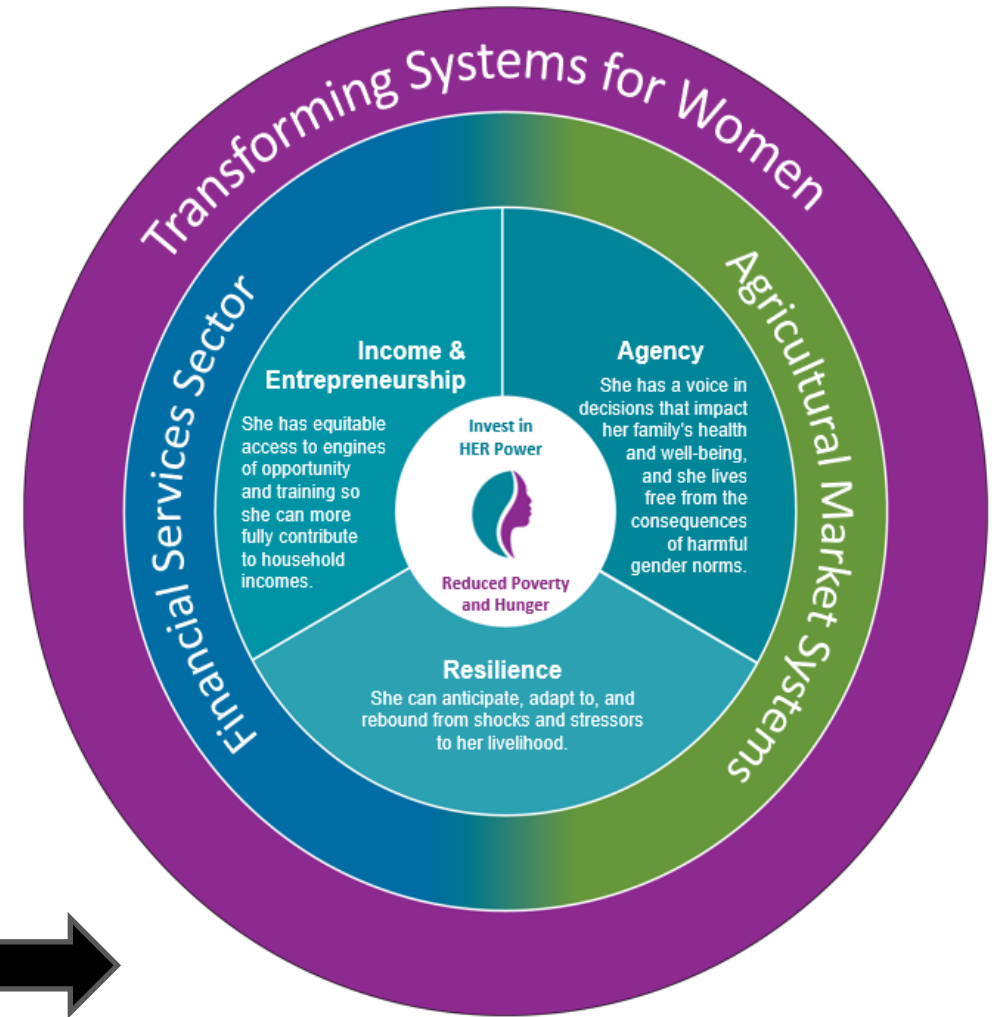 Transforming Systems for Women
Financial Services Sector
Agricultural Market Systems
Income &
Entrepreneurship
She has equitable
access to engines
of opportunity
and training so
she can more
fully contribute
to household
incomes.
Agency
She has a voice in
decisions that impact
her family's health
and well-being,
and she lives
free from the
consequences
of harmful
gender norms.
Invest in
HER Power
Reduced Poverty
and Hunger
Resilience
She can anticipate, adapt to, and
rebound from shocks and stressors
to her livelihood.